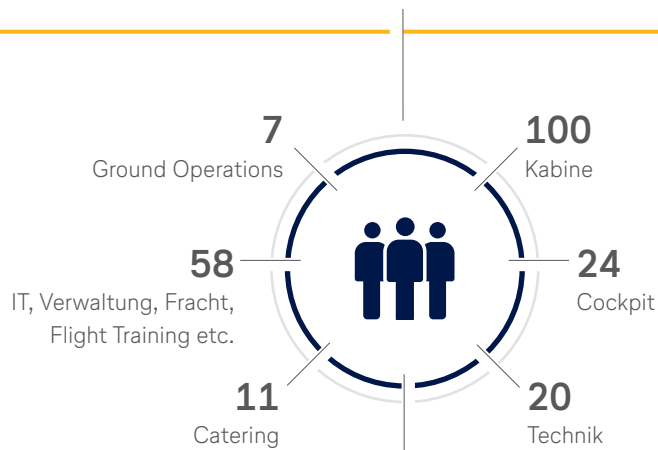 7
Ground Operations
100
Kabine
58
IT, Verwaltung, Fracht,
Flight Training etc.
24
Cockpit
11
Catering
20
Technik